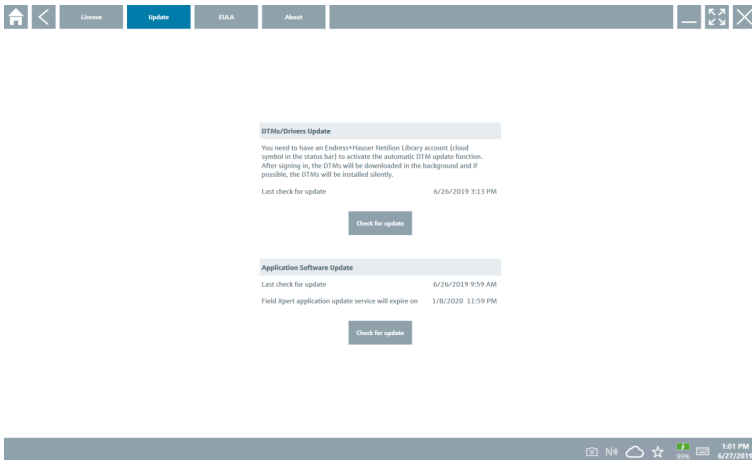 License Update EULA About
DTMs/Drivers Update
You need to have an Endress+Hauser Netilion Library account (cloud
symbol in the status bar) to activate the automatic DTM update function.
After signing in, the DTMs will be downloaded in the background and if
possible, the DTMs will be installed silently.
Last check for update 6/26/2019 3:13 PM
Check for update
Application Software Update
Last check for update 6/26/2019 9:59 AM
Field Xpert application update service will expire on 1/8/2020 11:59 PM
Check for update
99%
1:01 PM
6/27/2019